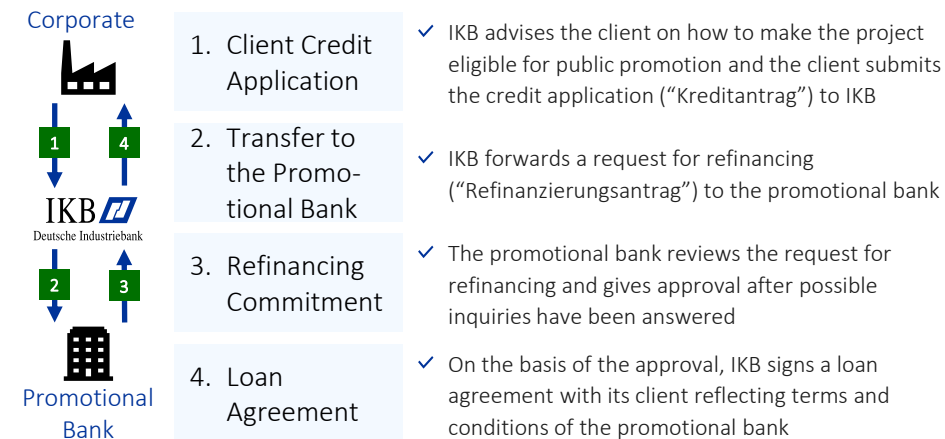 Corporate
1
4
IKB
Deutsche Industriebank
2
3
Promotional
Bank
1. Client Credit
Application
✓ IKB advises the client on how to make the project
eligible for public promotion and the client submits
the credit application (“Kreditantrag”) to IKB
2. Transfer to
the Promo-
tional Bank
✓ IKB forwards a request for refinancing
(“Refinanzierungsantrag”) to the promotional bank
3. Refinancing
Commitment
✓ The promotional bank reviews the request for
refinancing and gives approval after possible
inquiries have been answered
4. Loan
Agreement
✓ On the basis of the approval, IKB signs a loan
agreement with its client reflecting terms and
conditions of the promotional bank